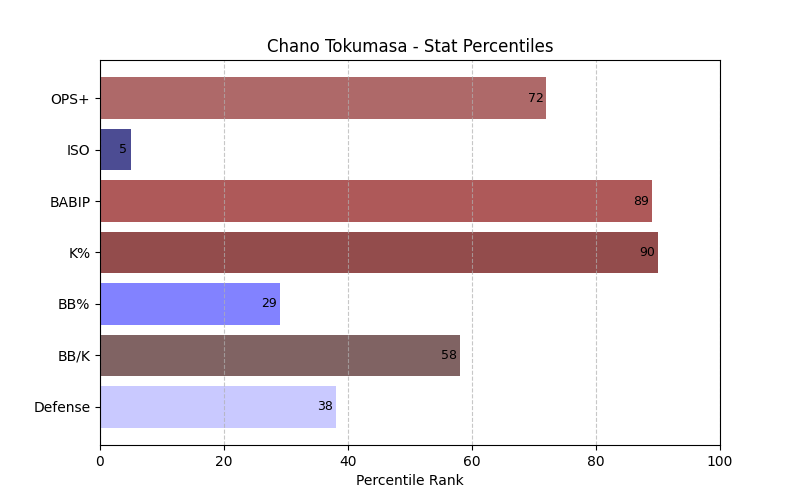 Chano Tokumasa - Stat Percentiles
OPS+ 72
ISO 5
BABIP 89
K% 90
BB% 29
BB/K 58
Defense 38
0 20 40 60 80 100
Percentile Rank